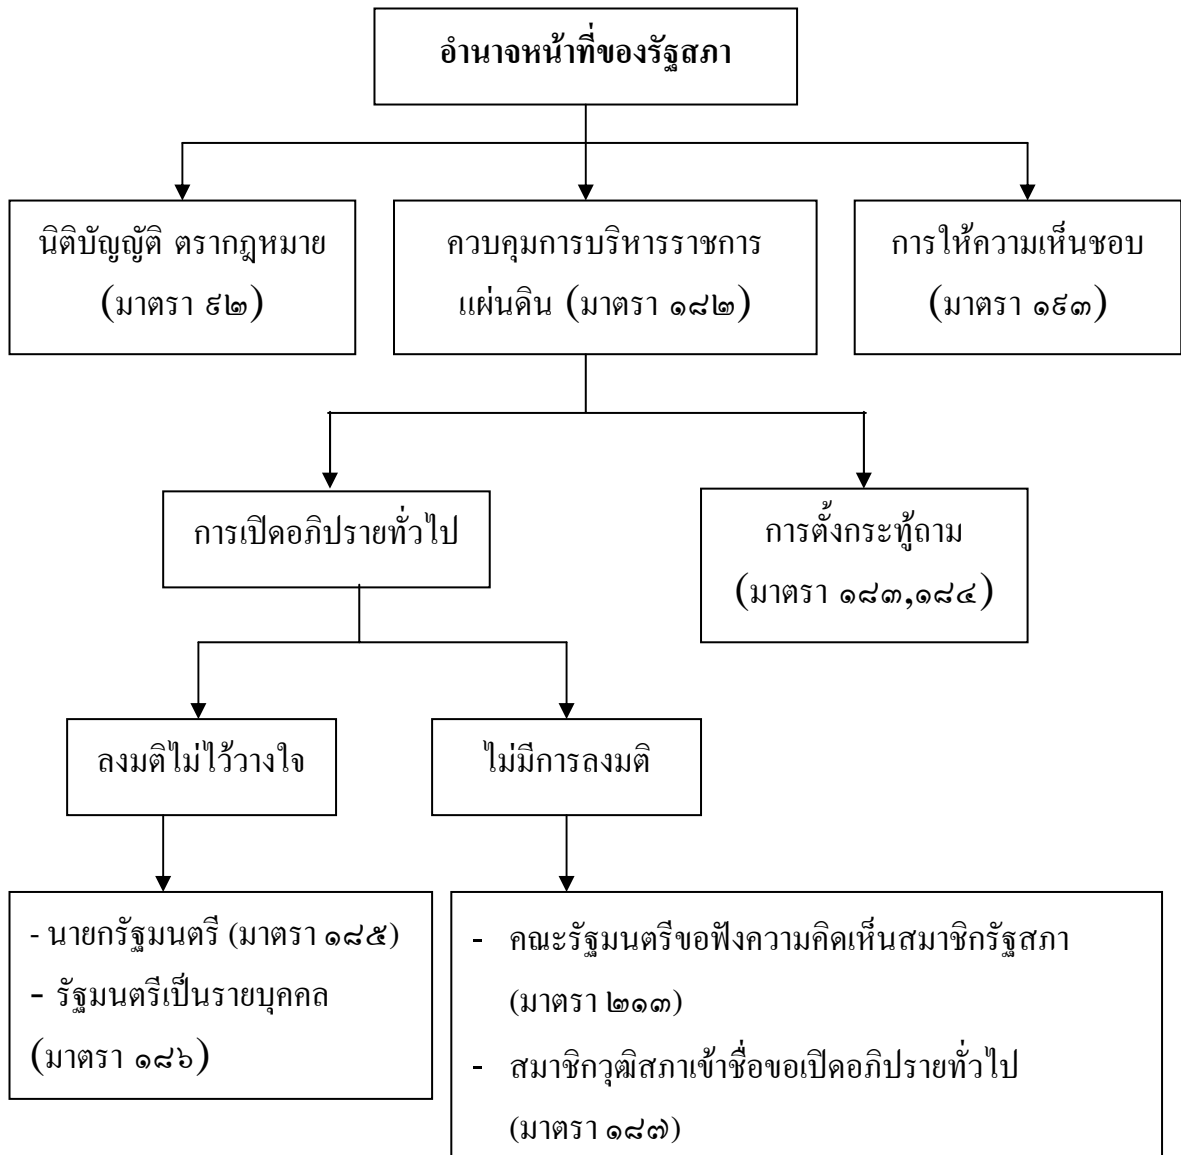 อำนาจหน้าที่ของรัฐสภา
นิติบัญญัติ ตรากฎหมาย
(มาตรา ๙๒)
ควบคุมการบริหารราชการ
แผ่นดิน (มาตรา ๑๘๒)
การให้ความเห็นชอบ
(มาตรา ๑๙๓)
การเปิดอภิปรายทั่วไป
การตั้งกระทู้ถาม
(มาตรา ๑๘๓,๑๘๔)
ลงมติไม่ไว้วางใจ
ไม่มีการลงมติ
- นายกรัฐมนตรี (มาตรา ๑๘๕)
- รัฐมนตรีเป็นรายบุคคล
(มาตรา ๑๘๖)
- คณะรัฐมนตรีขอฟังความคิดเห็นสมาชิกรัฐสภา
(มาตรา ๒๑๓)
- สมาชิกวุฒิสภาเข้าชื่อขอเปิดอภิปรายทั่วไป
(มาตรา ๑๘๗)